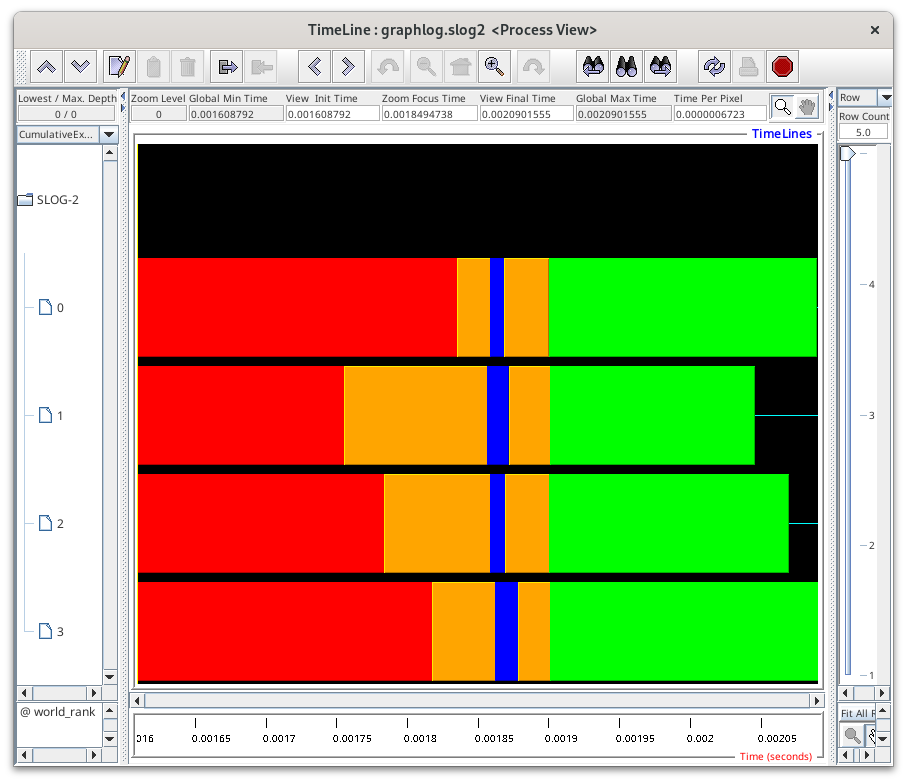 TimeLine : graphlog.slog2 <Process View>
Lowest / Max. Depth
0 / 0
CumulativeEx...
Zoom Level Global Min Time View Init Time Zoom Focus Time View Final Time Global Max Time Time Per Pixel
0 0.001608792 0.001608792 0.0018494738 0.0020901555 0.0020901555 0.0000006723
Row
Row Count
5.0
TimeLines
SLOG-2
0
1
2
3
4
3
2
1
@ world_rank
016 0.00165 0.0017 0.00175 0.0018 0.00185 0.0019 0.00195 0.002 0.00205
Time (seconds)
Fit All R